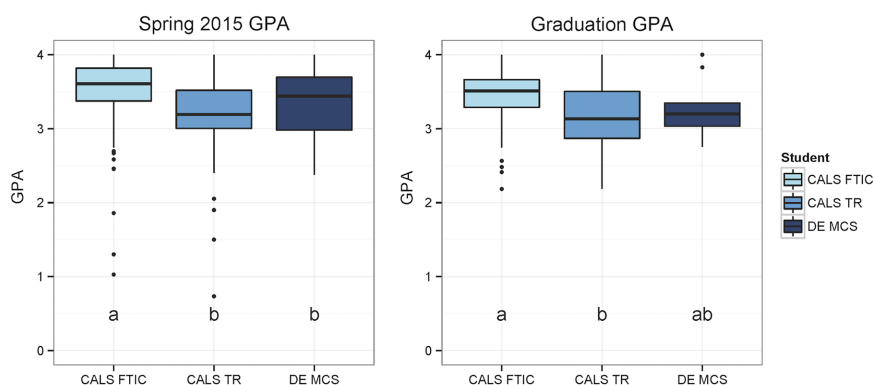 Spring 2015 GPA
GPA
4
3
2
1
0
a
b
b
CALS FTIC
CALS TR
DE MCS
Graduation GPA
GPA
4
3
2
1
0
a
b
ab
CALS FTIC
CALS TR
DE MCS
Student
CALS FTIC
CALS TR
DE MCS